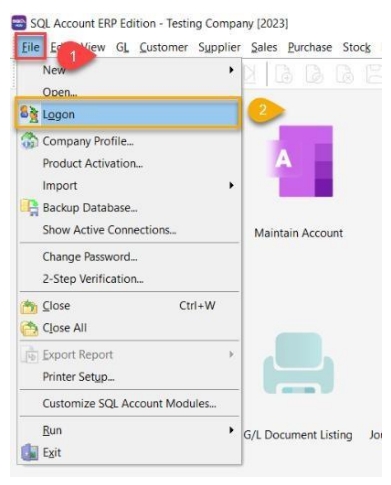 SQL Account ERP Edition - Testing Company [2023]
File Edit View GL Customer Supplier Sales Purchase Stock
1
New
Open...
Logon
2
Company Profile...
Product Activation...
Import
Backup Database...
Show Active Connections...
Maintain Account
Change Password...
2-Step Verification...
Close Ctrl+W
Close All
Export Report
Printer Setup...
Customize SQL Account Modules...
Run
G/L Document Listing
Exit